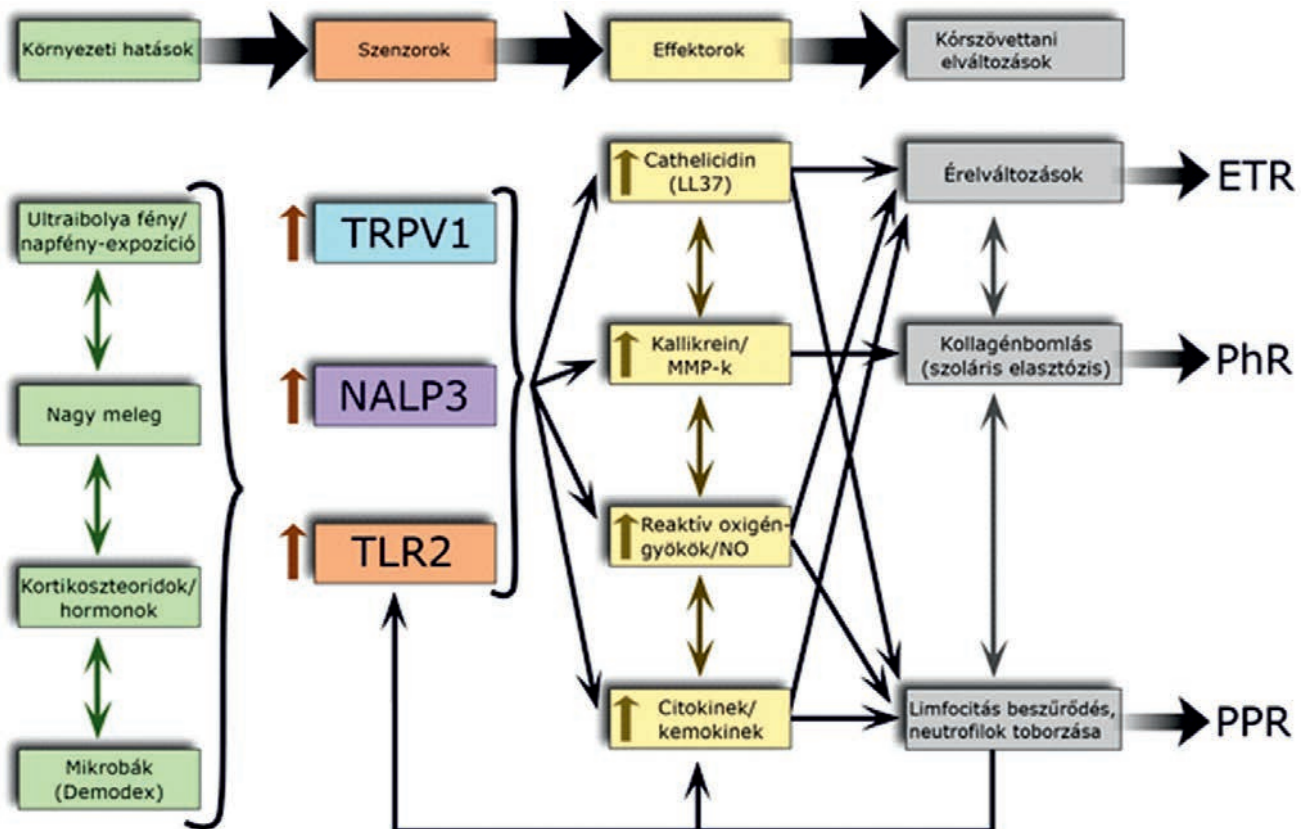 Környezeti hatások
Szenzorok
Effektorok
Kórszövettani
elváltozások
Ultraibolya fény/
napfény-expozíció
Nagy meleg
Kortikoszteoridok/
hormonok
Mikrobák
(Demodex)
TRPV1
NALP3
TLR2
Cathelicidin
(LL37)
Kallikrein/
MMP-k
Reaktív oxigén-
gyökök/NO
Citokinek/
kemokinek
Érelváltozások
Kollagénbomlás
(szoláris elasztózis)
Limfocitás beszűrődés,
neutrofilok toborzása
ETR
PhR
PPR